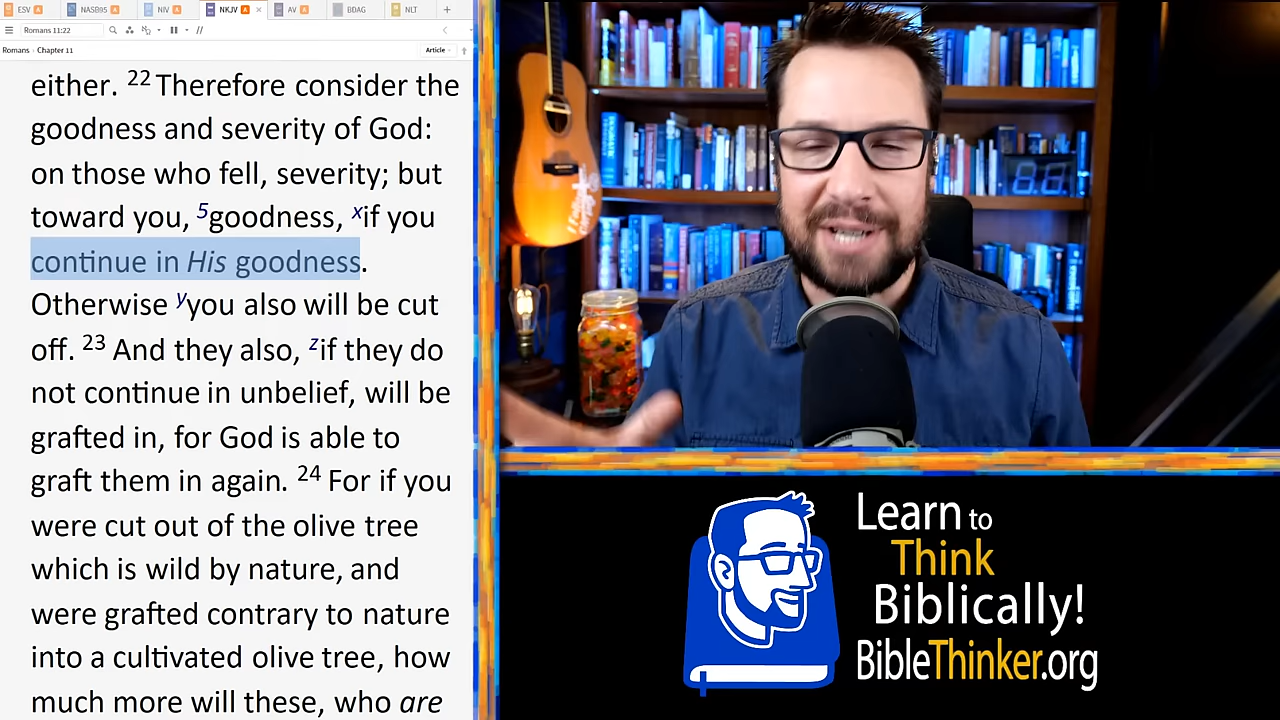 ESV A NASB95 A NIV A NKJV A × AV A BDAG NLT +
Romans 11:22
Romans · Chapter 11 Article
either. 22 Therefore consider the
goodness and severity of God:
on those who fell, severity; but
toward you, 5goodness, xif you
continue in His goodness.
Otherwise yyou also will be cut
off. 23 And they also, zif they do
not continue in unbelief, will be
grafted in, for God is able to
graft them in again. 24 For if you
were cut out of the olive tree
which is wild by nature, and
were grafted contrary to nature
into a cultivated olive tree, how
much more will these, who are
Learn to
Think
Biblically!
BibleThinker.org